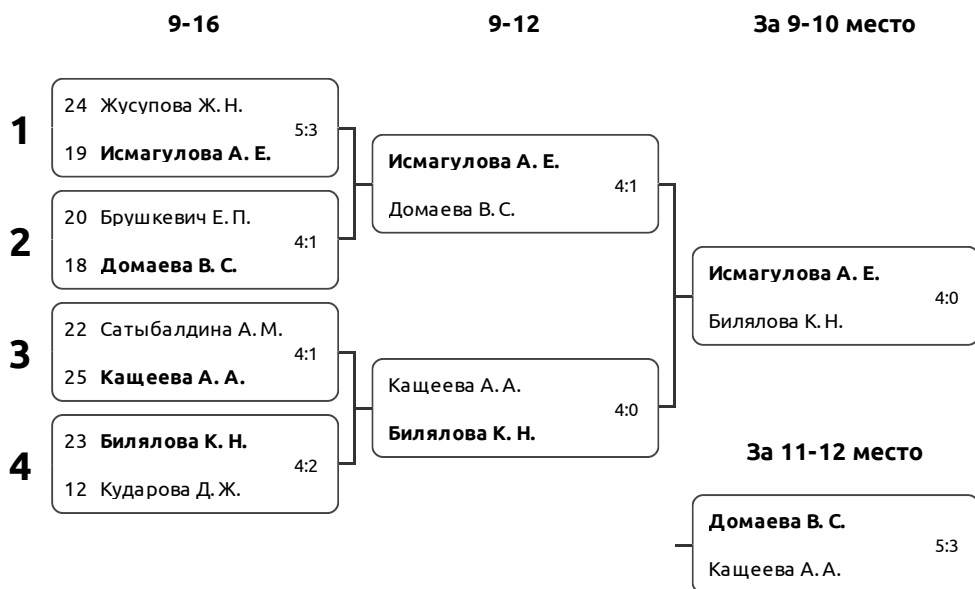 9-16
9-12
За 9-10 место
1
24 Жусупова Ж. Н.
5:3
19 Исмагулова А. Е.
2
20 Брушкевич Е. П.
4:1
18 Домаева В. С.
3
22 Сатыбалдина А. М.
4:1
25 Кащеева А. А.
4
23 Билялова К. Н.
4:2
12 Кударова Д. Ж.
Исмагулова А. Е.
4:1
Домаева В. С.
Кащеева А. А.
4:0
Билялова К. Н.
Исмагулова А. Е.
4:0
Билялова К. Н.
За 11-12 место
Домаева В. С.
5:3
Кащеева А. А.